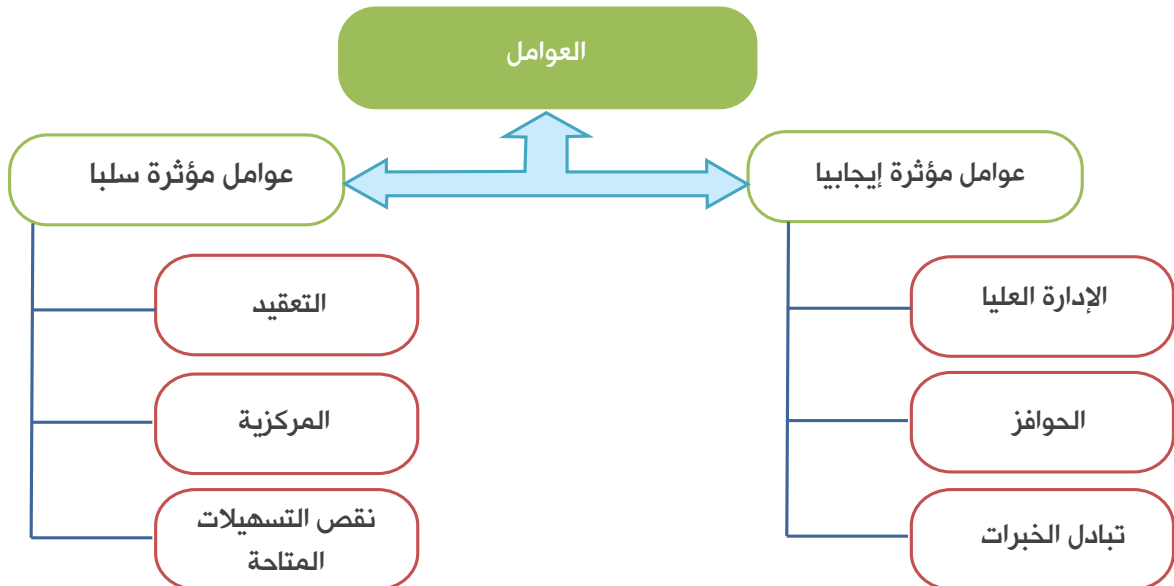 العوامل
عوامل مؤثرة إيجابيا
عوامل مؤثرة سلبا
الإدارة العليا
الحوافز
تبادل الخبرات
التعقيد
المركزية
نقص التسهيلات
المتاحة